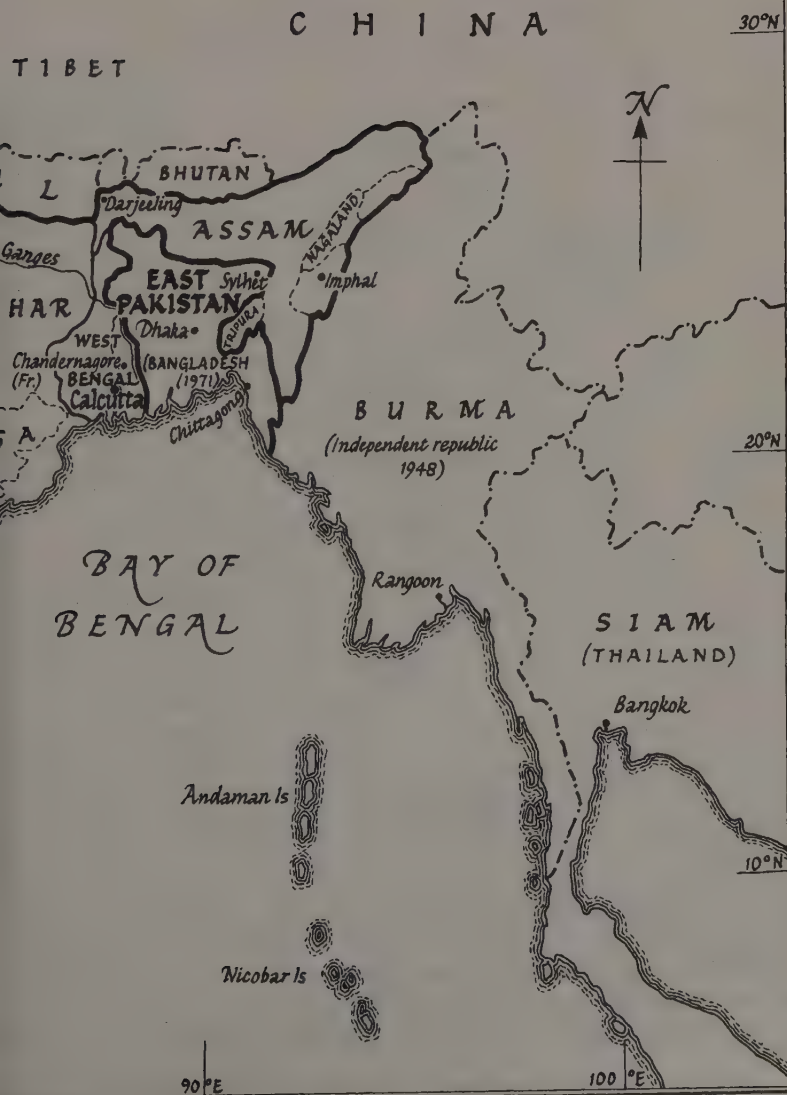 CHINA
30°N
TIBET
N
L
BHUTAN
Darjeeling
ASSAM
NAGALAND
Ganges
EAST
PAKISTAN
Sylhet
Imphal
HAR
TRIPURA
Dhaka
WEST
BENGAL
Chandernagore
(Fr.)
(BANGLADESH
(1971)
Calcutta
Chittagong
BURMA
(Independent republic
1948)
20°N
SA
BAY OF
BENGAL
Rangoon
SIAM
(THAILAND)
Bangkok
Andaman Is
10°N
Nicobar Is
90°E
100°E